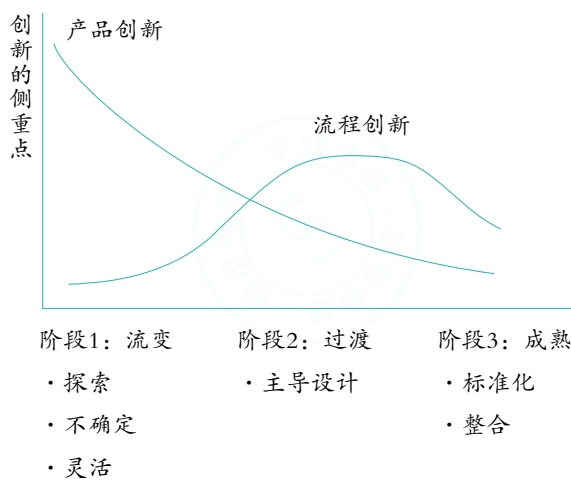 创新的侧重点
产品创新
流程创新
阶段1：流变
·探索
·不确定
·灵活
阶段2：过渡
·主导设计
阶段3：成熟
·标准化
·整合